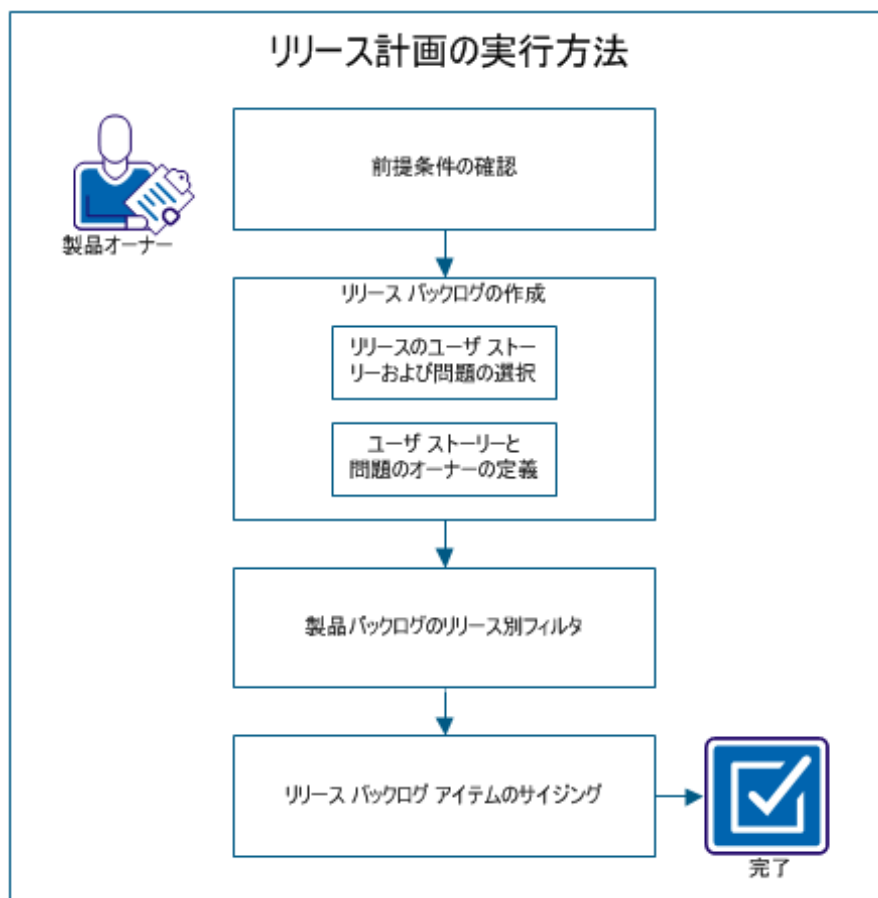 リリース計画の実行方法
製品オーナー
前提条件の確認
リリース バックログの作成
リリースのユーザ ストー
リーおよび問題の選択
ユーザ ストーリーと
問題のオーナーの定義
製品バックログのリリース別フィルタ
リリース バックログ アイテムのサイジング
完了